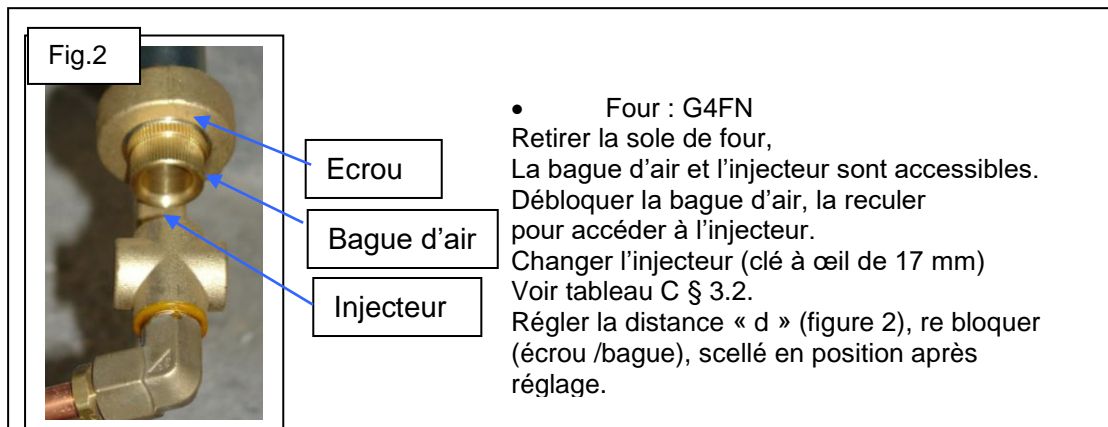 Fig.2
Ecrou
Bague d'air
Injecteur
• Four : G4FN
Retirer la sole de four,
La bague d'air et l'injecteur sont accessibles.
Débloquer la bague d'air, la reculer
pour accéder à l'injecteur.
Changer l'injecteur (clé à œil de 17 mm)
Voir tableau C § 3.2.
Régler la distance « d » (figure 2), re bloquer
(écrou /bague), scellé en position après
réglage.